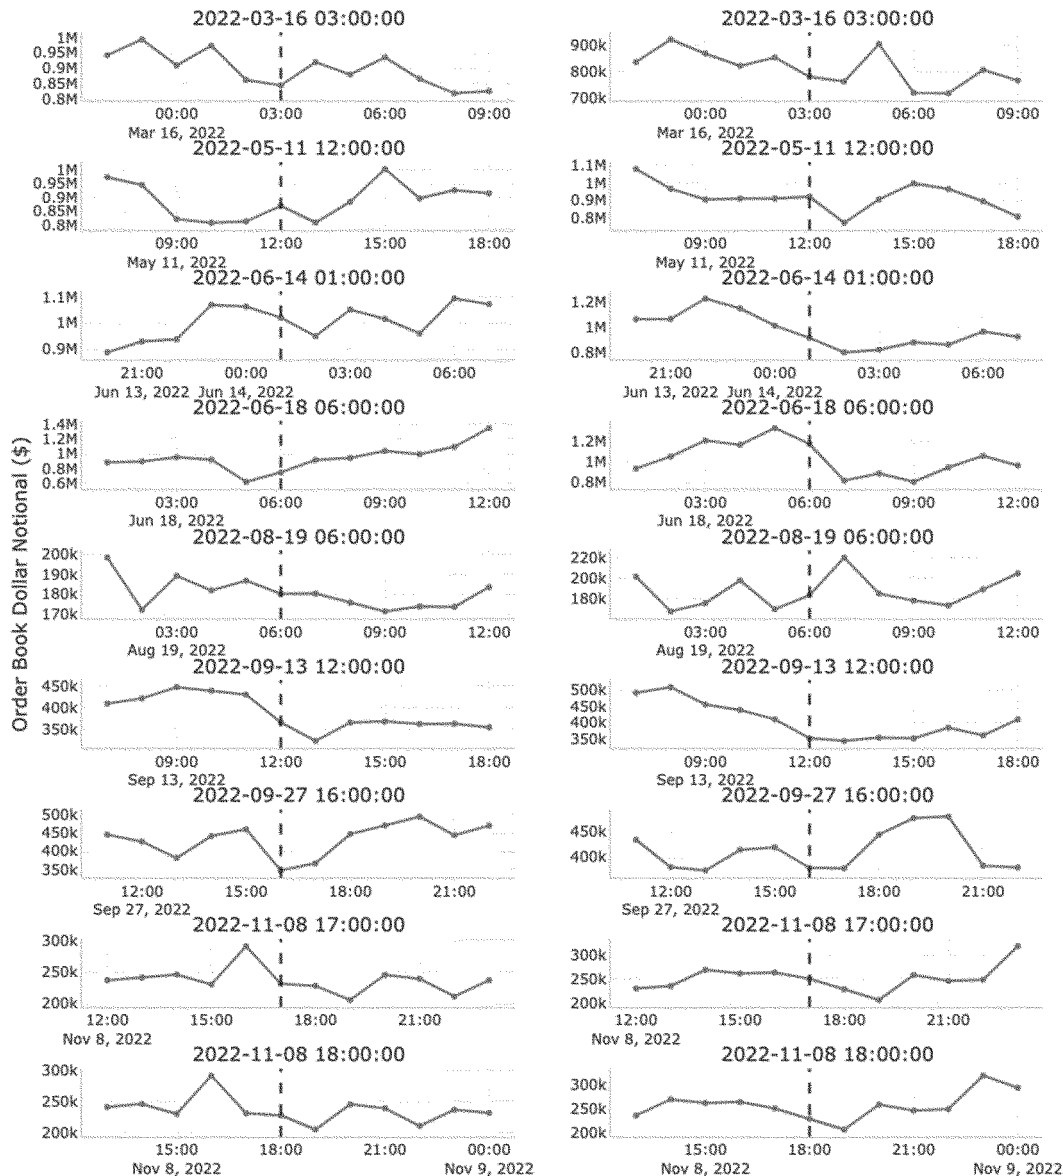 Order Book Dollar Notional ($)
2022-03-16 03:00:00
1M
0.95M
0.9M
0.85M
0.8M
00:00 03:00 06:00 09:00
Mar 16, 2022
2022-03-16 03:00:00
900k
800k
700k
00:00 03:00 06:00 09:00
Mar 16, 2022
2022-05-11 12:00:00
1M
0.95M
0.9M
0.85M
0.8M
09:00 12:00 15:00 18:00
May 11, 2022
2022-05-11 12:00:00
1.1M
1M
0.9M
0.8M
09:00 12:00 15:00 18:00
May 11, 2022
2022-06-14 01:00:00
1.1M
1M
0.9M
21:00 00:00 03:00 06:00
Jun 13, 2022 Jun 14, 2022
2022-06-14 01:00:00
1.2M
1M
0.8M
21:00 00:00 03:00 06:00
Jun 13, 2022 Jun 14, 2022
2022-06-18 06:00:00
1.4M
1.2M
1M
0.8M
0.6M
03:00 06:00 09:00 12:00
Jun 18, 2022
2022-06-18 06:00:00
1.2M
1M
0.8M
03:00 06:00 09:00 12:00
Jun 18, 2022
2022-08-19 06:00:00
200k
190k
180k
170k
03:00 06:00 09:00 12:00
Aug 19, 2022
2022-08-19 06:00:00
220k
200k
180k
03:00 06:00 09:00 12:00
Aug 19, 2022
2022-09-13 12:00:00
450k
400k
350k
09:00 12:00 15:00 18:00
Sep 13, 2022
2022-09-13 12:00:00
500k
450k
400k
350k
09:00 12:00 15:00 18:00
Sep 13, 2022
2022-09-27 16:00:00
500k
450k
400k
350k
12:00 15:00 18:00 21:00
Sep 27, 2022
2022-09-27 16:00:00
450k
400k
12:00 15:00 18:00 21:00
Sep 27, 2022
2022-11-08 17:00:00
300k
250k
200k
12:00 15:00 18:00 21:00
Nov 8, 2022
2022-11-08 17:00:00
300k
250k
200k
12:00 15:00 18:00 21:00
Nov 8, 2022
2022-11-08 18:00:00
300k
250k
200k
15:00 18:00 21:00 00:00
Nov 8, 2022 Nov 9, 2022
2022-11-08 18:00:00
300k
250k
200k
15:00 18:00 21:00 00:00
Nov 8, 2022 Nov 9, 2022